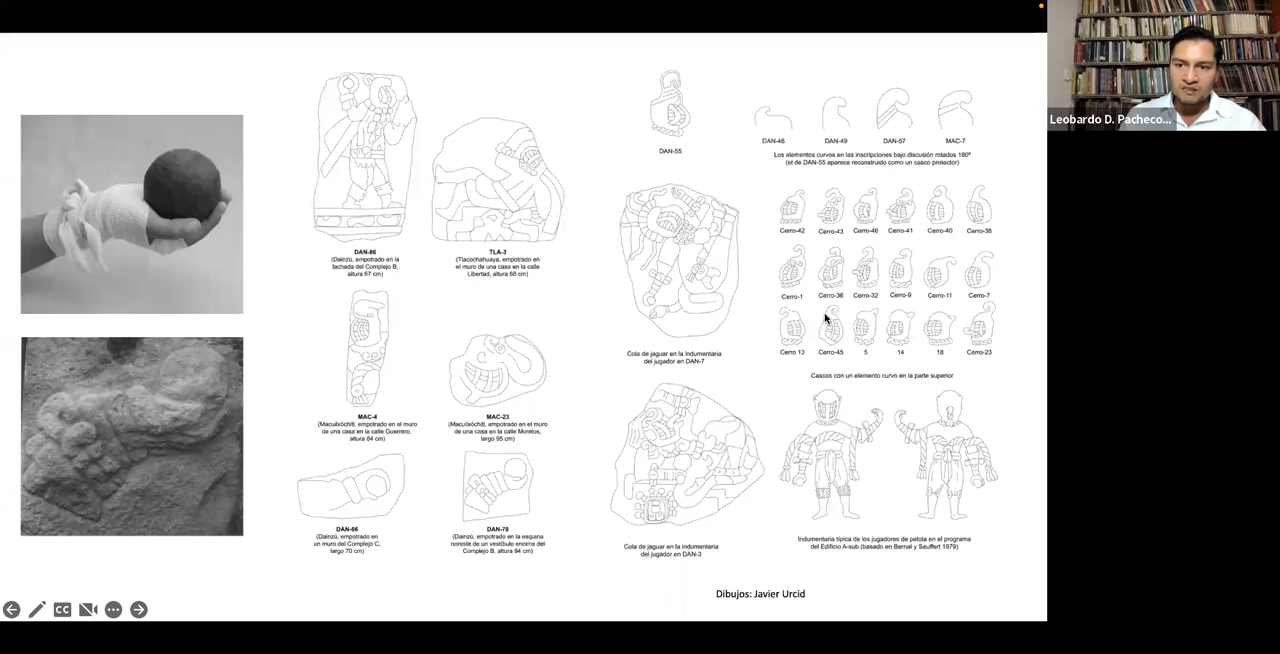 Leobardo D. Pacheco...
DAN-86
(Dainzú, empotrado en la
fachada del Complejo B,
altura 67 cm)
TLA-3
(Tlacochahuaya, empotrado en
el muro de una casa en la calle
Libertad, altura 68 cm)
MAC-4
(Macuilxóchitl, empotrado en el muro
de una casa en la calle Guerrero,
altura 84 cm)
MAC-23
(Macuilxóchitl, empotrado en el muro
de una casa en la calle Morelos,
largo 95 cm)
DAN-66
(Dainzú, empotrado en
un muro del Complejo C,
largo 70 cm)
DAN-78
(Dainzú, empotrado en la esquina
noreste de un vestíbulo encima del
Complejo B, altura 94 cm)
DAN-55
Cola de jaguar en la indumentaria
del jugador en DAN-7
Cola de jaguar en la indumentaria
del jugador en DAN-3
DAN-48 DAN-49 DAN-57 MAC-7
Los elementos curvos en las inscripciones bajo discusión rotados 180º
(el de DAN-55 aparece reconstruido como un casco protector)
Cerro-42 Cerro-43 Cerro-46 Cerro-41 Cerro-40 Cerro-38
Cerro-1 Cerro-36 Cerro-32 Cerro-9 Cerro-11 Cerro-7
Cerro 13 Cerro-45 5 14 18 Cerro-23
Cascos con un elemento curvo en la parte superior
Indumentaria típica de los jugadores de pelota en el programa
del Edificio A-sub (basado en Bernal y Seuffert 1979)
Dibujos: Javier Urcid
CC